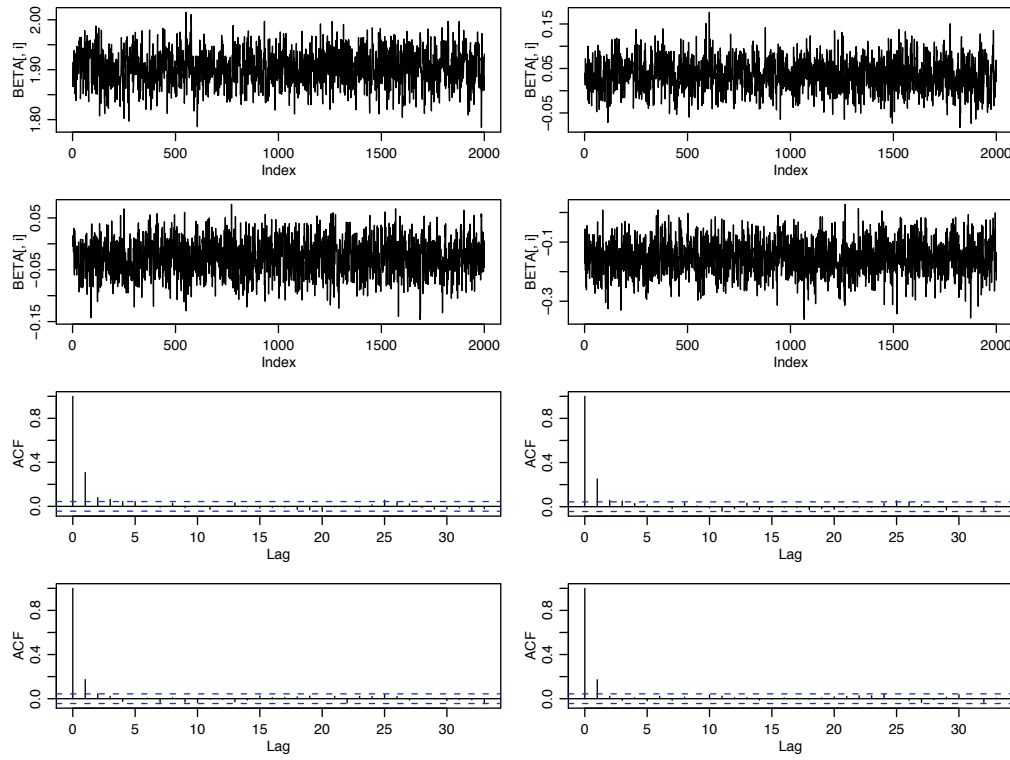 BETA[, i]
1.80 1.90 2.00
0 500 1000 1500 2000
Index
BETA[, i]
−0.05 0.05 0.15
0 500 1000 1500 2000
Index
BETA[, i]
−0.15 −0.05 0.05
0 500 1000 1500 2000
Index
BETA[, i]
−0.3 −0.1
0 500 1000 1500 2000
Index
ACF
0.0 0.4 0.8
0 5 10 15 20 25 30
Lag
ACF
0.0 0.4 0.8
0 5 10 15 20 25 30
Lag
ACF
0.0 0.4 0.8
0 5 10 15 20 25 30
Lag
ACF
0.0 0.4 0.8
0 5 10 15 20 25 30
Lag